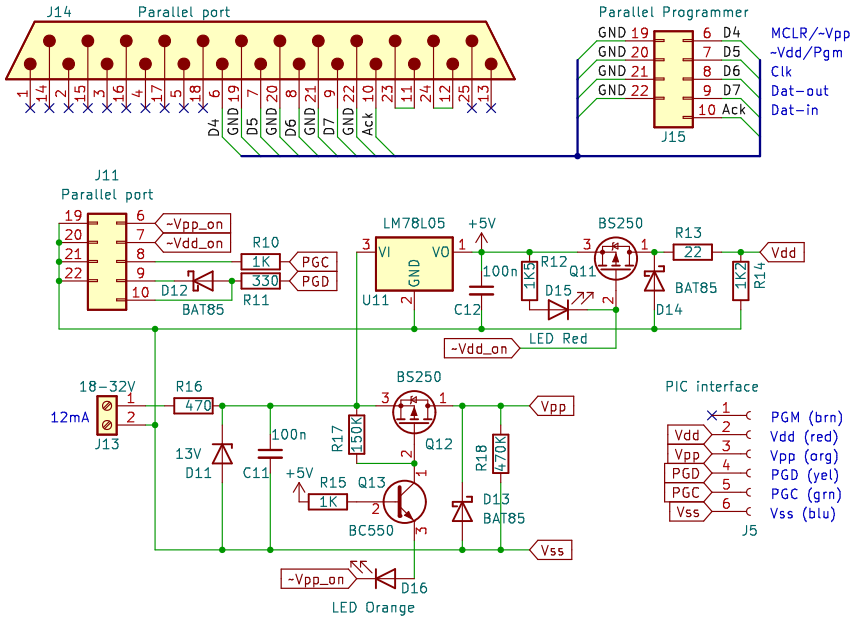 J14 Parallel port
1 14 2 15 3 16 4 17 5 18 6 19 7 20 8 21 9 22 10 23 11 24 12 25 13
D4 GND D5 GND D6 GND D7 GND Ack
Parallel Programmer
GND 19 6 D4 MCLR/~Vpp
GND 20 7 D5 ~Vdd/Pgm
GND 21 8 D6 Clk
GND 22 9 D7 Dat-out
10 Ack Dat-in
J15
J11
Parallel port
19 6 ~Vpp_on
20 7 ~Vdd_on
21 8 R10 1K PGC
22 9 D12 330 PGD
10 BAT85 R11
LM78L05
3 VI VO 1 +5V
GND
U11 2
100n
C12
R12 1K5
D15
LED Red
BS250
3 1
Q11
2
R13
22
Vdd
BAT85
D14
1K2 R14
~Vdd_on
18-32V
12mA
1
2
J13
R16
470
13V
D11
100n
C11
R17 150K
BS250
3 1
Q12
2
Vpp
+5V
R15
1K
Q13
1
2
3
BC550
R18 470K
D13
BAT85
Vss
~Vpp_on
D16
LED Orange
PIC interface
1 PGM (brn)
Vdd 2 Vdd (red)
Vpp 3 Vpp (org)
PGD 4 PGD (yel)
PGC 5 PGC (grn)
Vss 6 Vss (blu)
J5